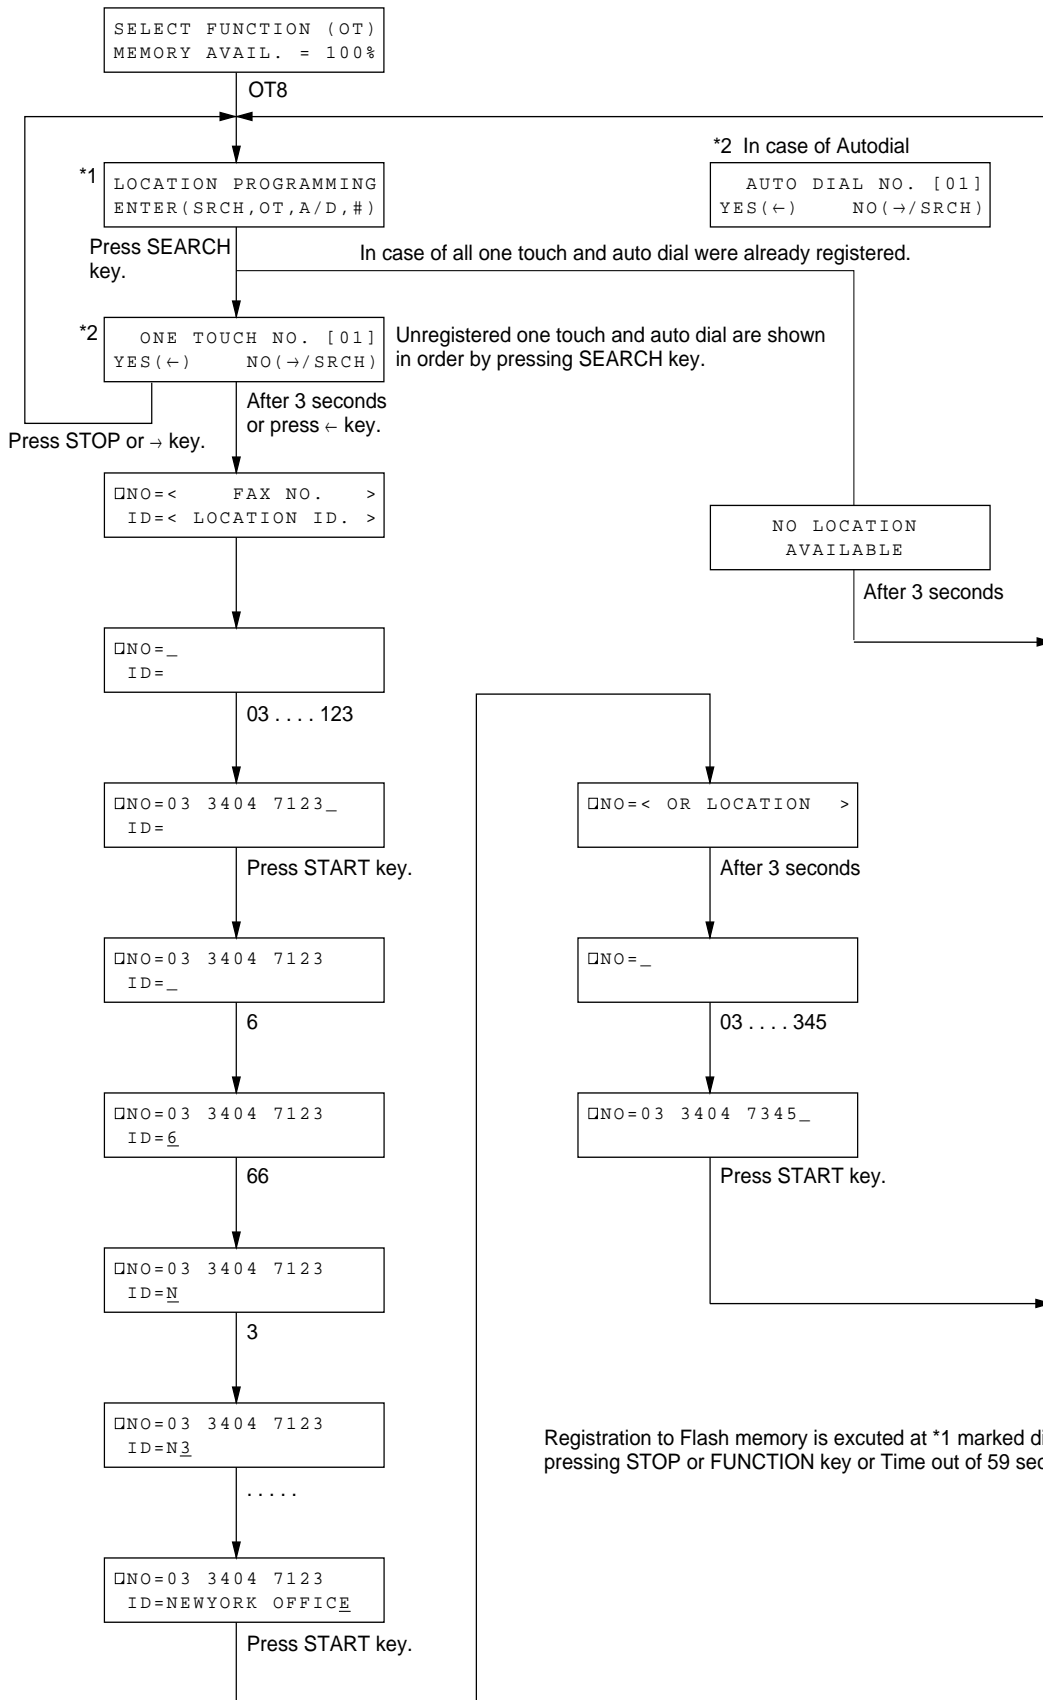 SELECT FUNCTION (OT)
MEMORY AVAIL. = 100%
OT8
*1
LOCATION PROGRAMMING
ENTER(SRCH,OT,A/D,#)
*2 In case of Autodial
AUTO DIAL NO. [01]
YES(←) NO(→/SRCH)
Press SEARCH
key.
In case of all one touch and auto dial were already registered.
*2
ONE TOUCH NO. [01]
YES(←) NO(→/SRCH)
Unregistered one touch and auto dial are shown
in order by pressing SEARCH key.
After 3 seconds
or press ← key.
Press STOP or → key.
❏NO=< FAX NO. >
ID=< LOCATION ID. >
NO LOCATION
AVAILABLE
After 3 seconds
❏NO=_
ID=
03 . . . . 123
❏NO=03 3404 7123_
ID=
Press START key.
❏NO=03 3404 7123
ID=_
6
❏NO=03 3404 7123
ID=6
66
❏NO=03 3404 7123
ID=N
3
❏NO=03 3404 7123
ID=N3
. . . . .
❏NO=03 3404 7123
ID=NEWYORK OFFICE
Press START key.
❏NO=< OR LOCATION >
After 3 seconds
❏NO=_
03 . . . . 345
❏NO=03 3404 7345_
Press START key.
Registration to Flash memory is excuted at *1 marked di
pressing STOP or FUNCTION key or Time out of 59 sec